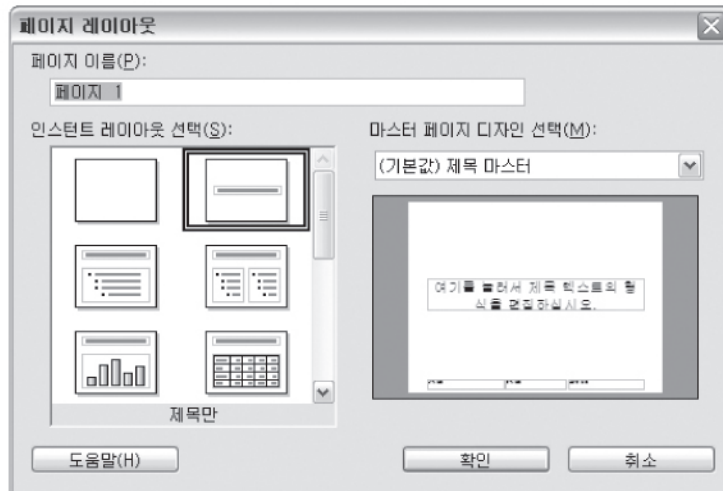 페이지 레이아웃
페이지 이름(P):
페이지 1
인스턴트 레이아웃 선택(S):
마스터 페이지 디자인 선택(M):
(기본값) 제목 마스터
여기를 눌러서 제목 텍스트의 형
식을 편집하십시오.
제목만
도움말(H)
확인
취소